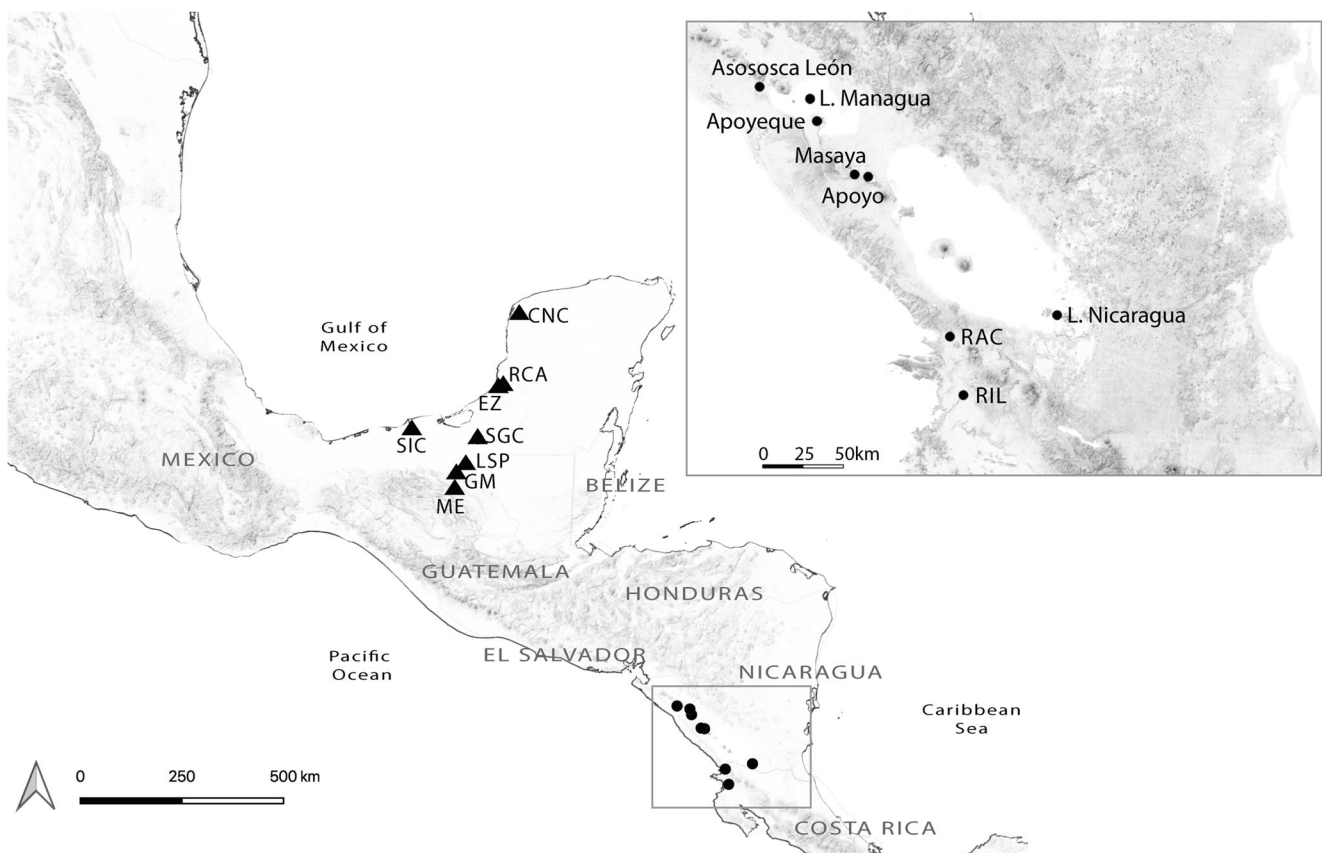 Asososca León
L. Managua
Apoyeque
Masaya
Apoyo
L. Nicaragua
RAC
RIL
0 25 50km
CNC
Gulf of
Mexico
RCA
EZ
SIC
SGC
MEXICO
LSP
GM
BELIZE
ME
GUATEMALA
HONDURAS
EL SALVADOR
Pacific
Ocean
NICARAGUA
Caribbean
Sea
0 250 500 km
COSTA RICA